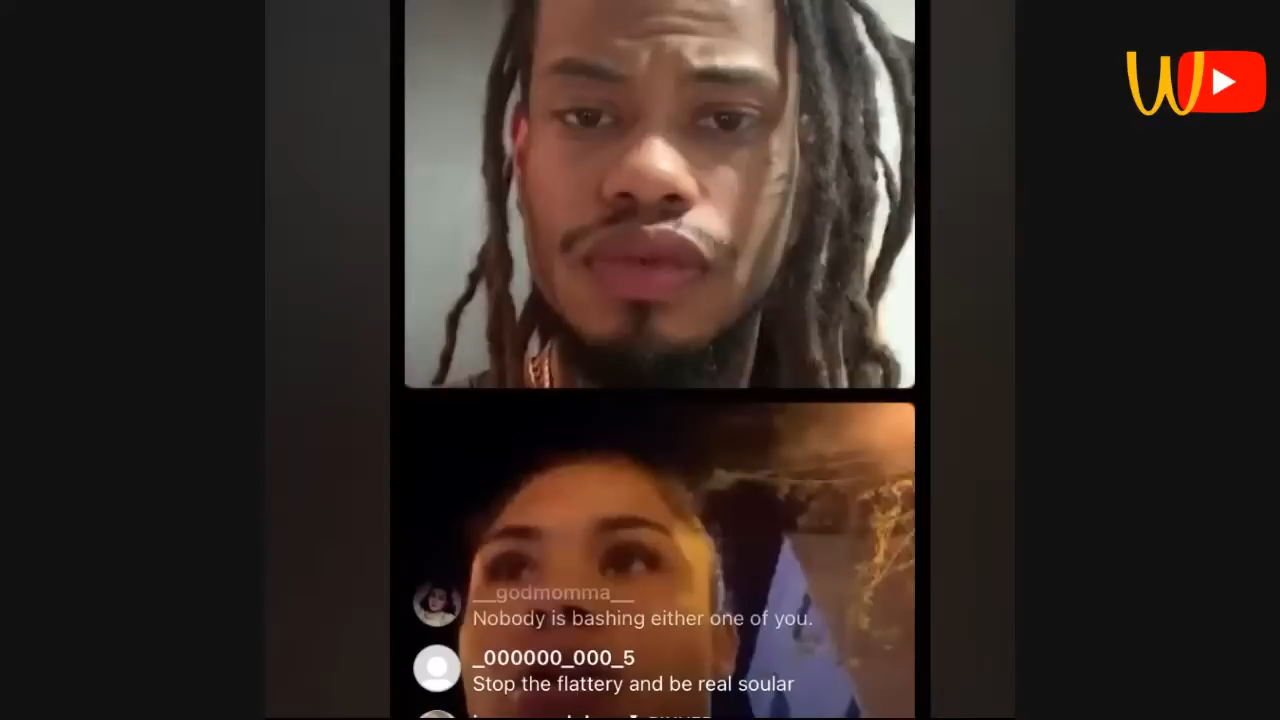 W
__godmomma__
Nobody is bashing either one of you.
_000000_000_5
Stop the flattery and be real soular